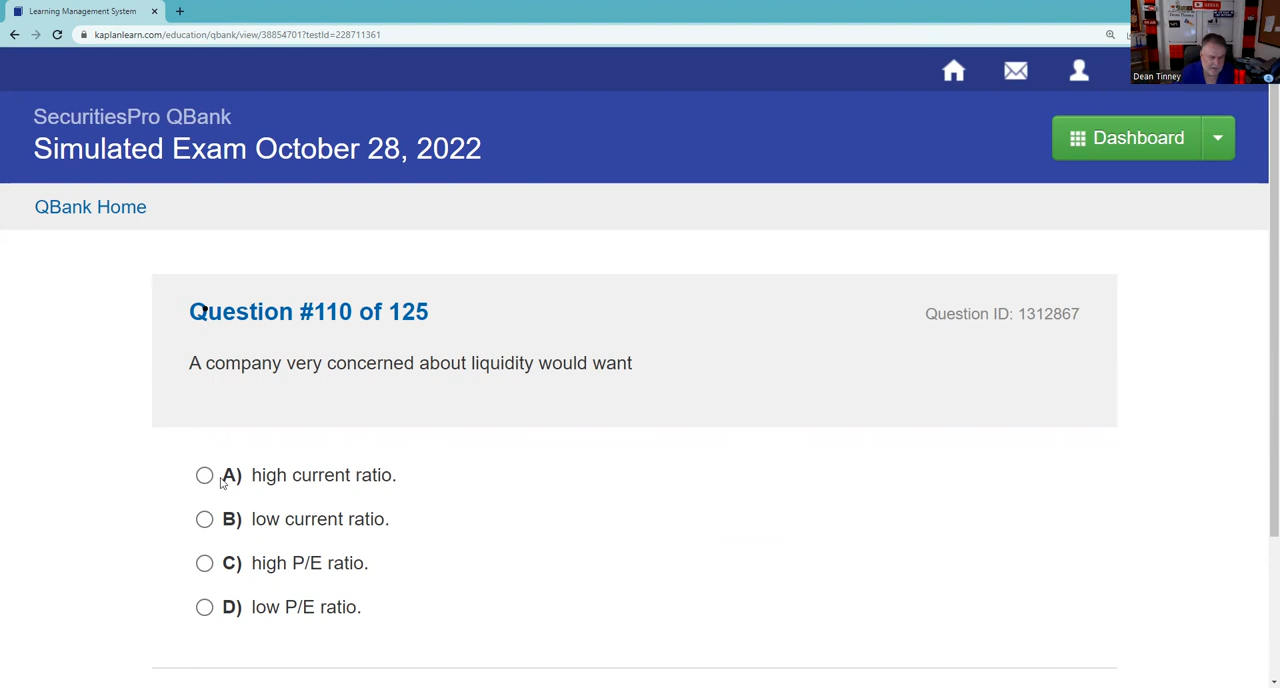 Learning Management System
kaplanlearn.com/education/qbank/view/38854701?testId=228711361
Dean Tinney
SecuritiesPro QBank
Simulated Exam October 28, 2022
Dashboard
QBank Home
Question #110 of 125
Question ID: 1312867
A company very concerned about liquidity would want
A) high current ratio.
B) low current ratio.
C) high P/E ratio.
D) low P/E ratio.